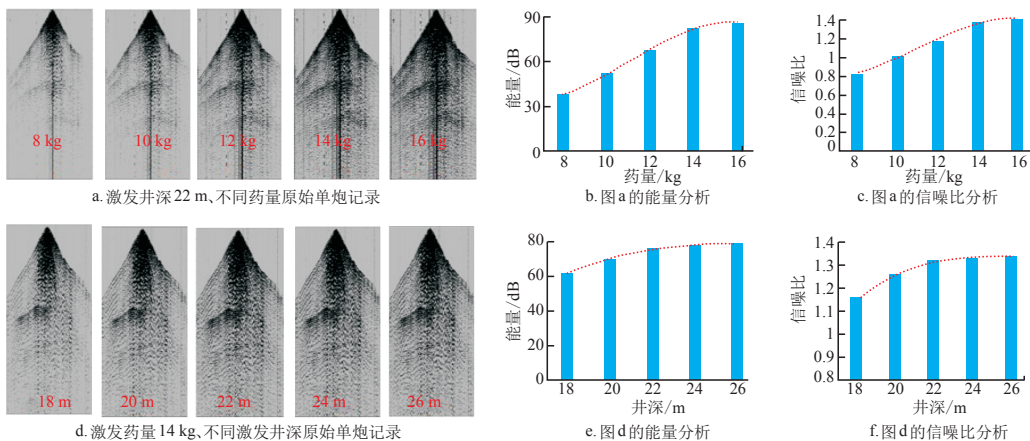 8 kg
10 kg
12 kg
14 kg
16 kg
a. 激发井深 22 m、不同药量原始单炮记录
能量/dB
90
60
30
0
8
10
12
14
16
药量/kg
b. 图 a 的能量分析
信噪比
1.4
1.2
1.0
0.8
0.6
0.4
0.2
0
8
10
12
14
16
药量/kg
c. 图 a 的信噪比分析
18 m
20 m
22 m
24 m
26 m
d. 激发药量 14 kg、不同激发井深原始单炮记录
能量/dB
80
60
40
20
0
18
20
22
24
26
井深/m
e. 图 d 的能量分析
信噪比
1.4
1.3
1.2
1.1
1.0
0.9
0.8
18
20
22
24
26
井深/m
f. 图 d 的信噪比分析